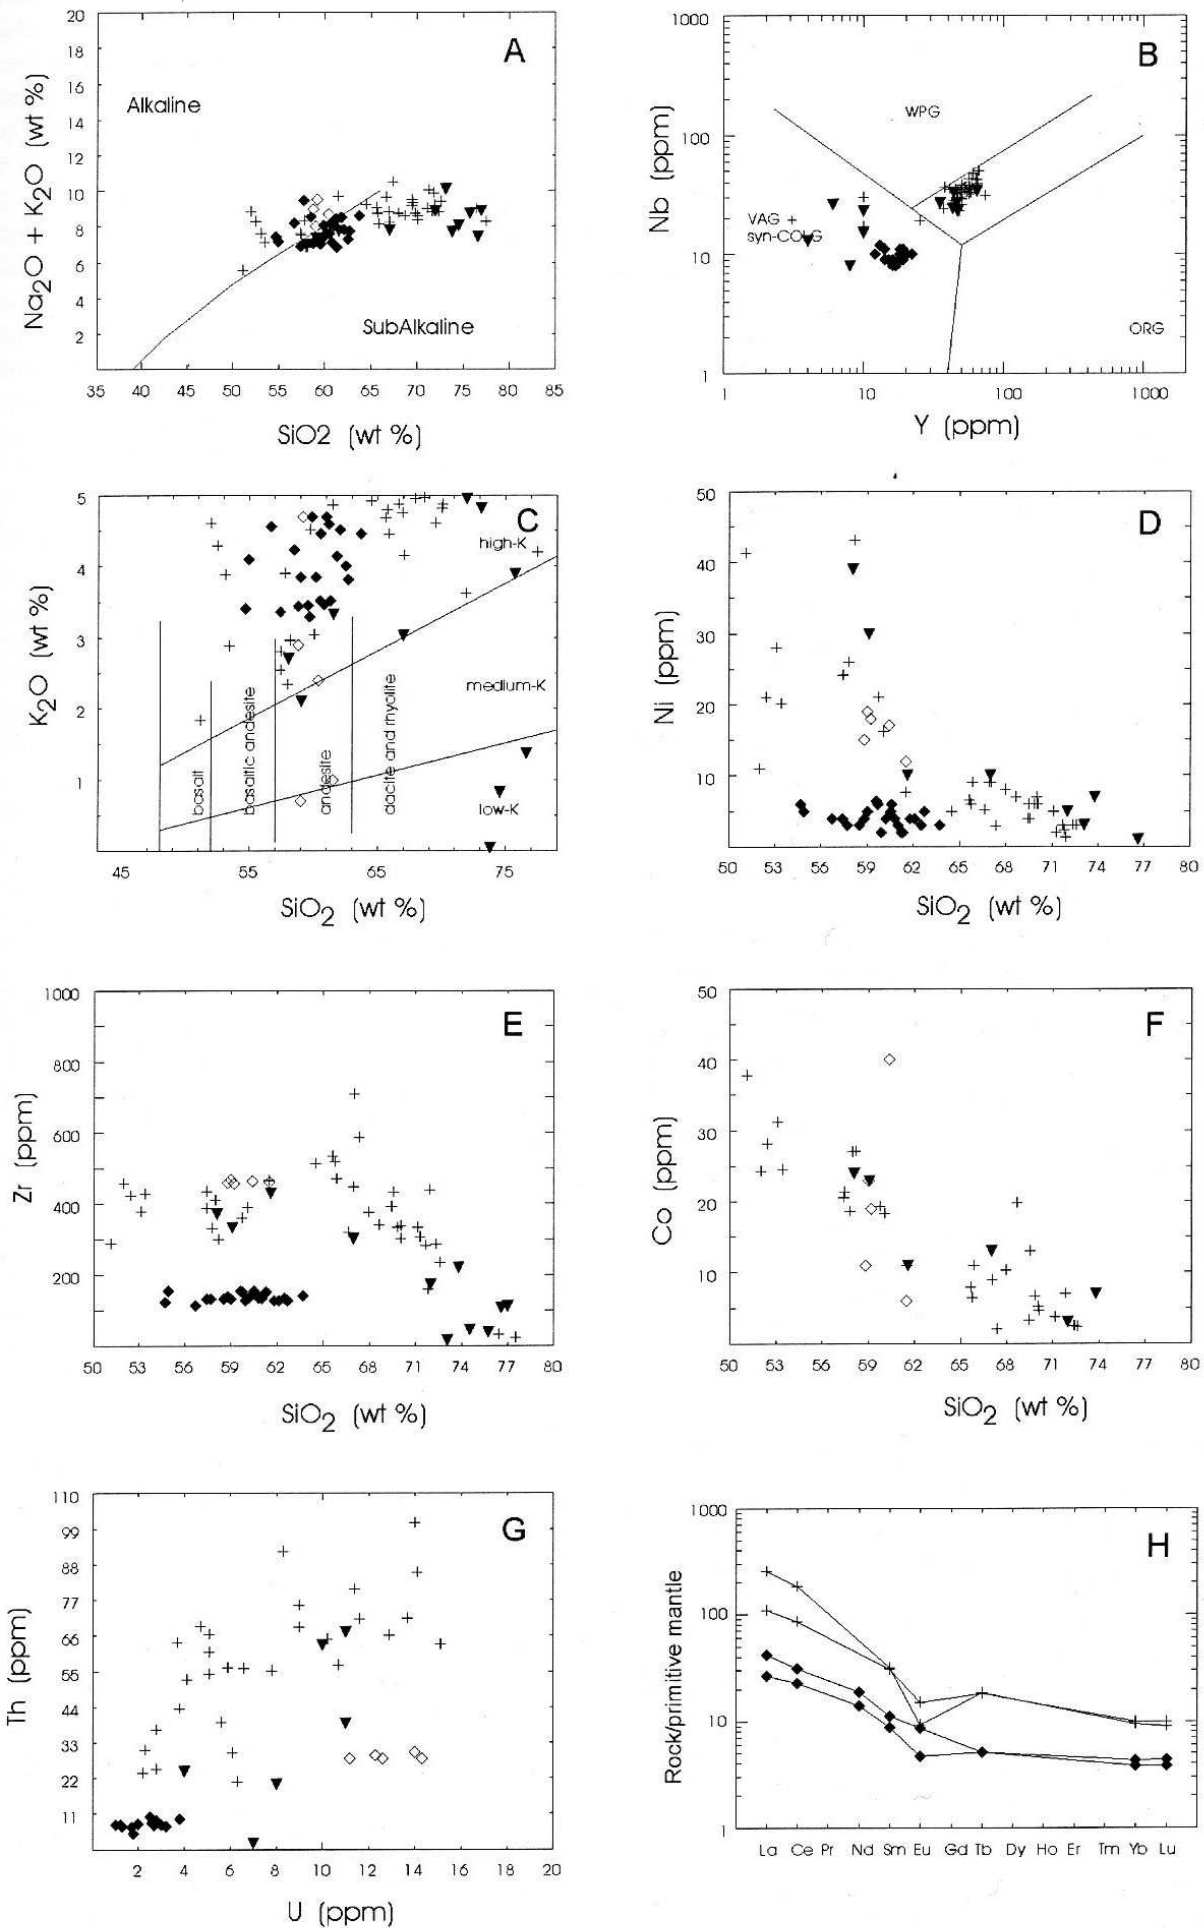 A
Na2O + K2O (wt %)
20
18
16
14
12
10
8
6
4
2
Alkaline
SubAlkaline
35 40 45 50 55 60 65 70 75 80 85
SiO2 (wt %)
B
Nb (ppm)
1000
100
10
1
WPG
VAG
syn-COLG
ORG
1 10 100 1000
Y (ppm)
C
K2O (wt %)
5
4
3
2
1
high-K
medium-K
low-K
basalt
basaltic andesite
andesite
dacite and rhyolite
45 55 65 75
SiO2 (wt %)
D
Ni (ppm)
50
40
30
20
10
50 53 56 59 62 65 68 71 74 77 80
SiO2 (wt %)
E
Zr (ppm)
1000
800
600
400
200
50 53 56 59 62 65 68 71 74 77 80
SiO2 (wt %)
F
Co (ppm)
50
40
30
20
10
50 53 56 59 62 65 68 71 74 77 80
SiO2 (wt %)
G
Th (ppm)
110
99
88
77
66
55
44
33
22
11
2 4 6 8 10 12 14 16 18 20
U (ppm)
H
Rock/primitive mantle
1000
100
10
1
La Ce Pr Nd Sm Eu Gd Tb Dy Ho Er Tm Yb Lu